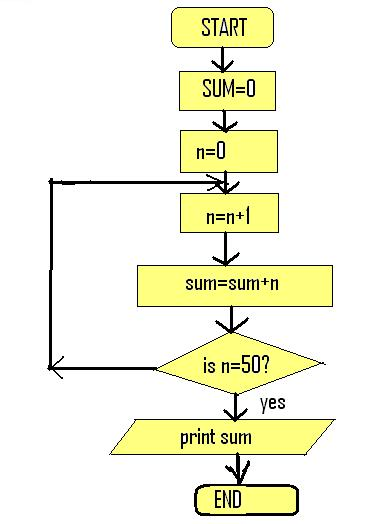 START
SUM=0
n=0
n=n+1
sum=sum+n
is n=50?
yes
print sum
END